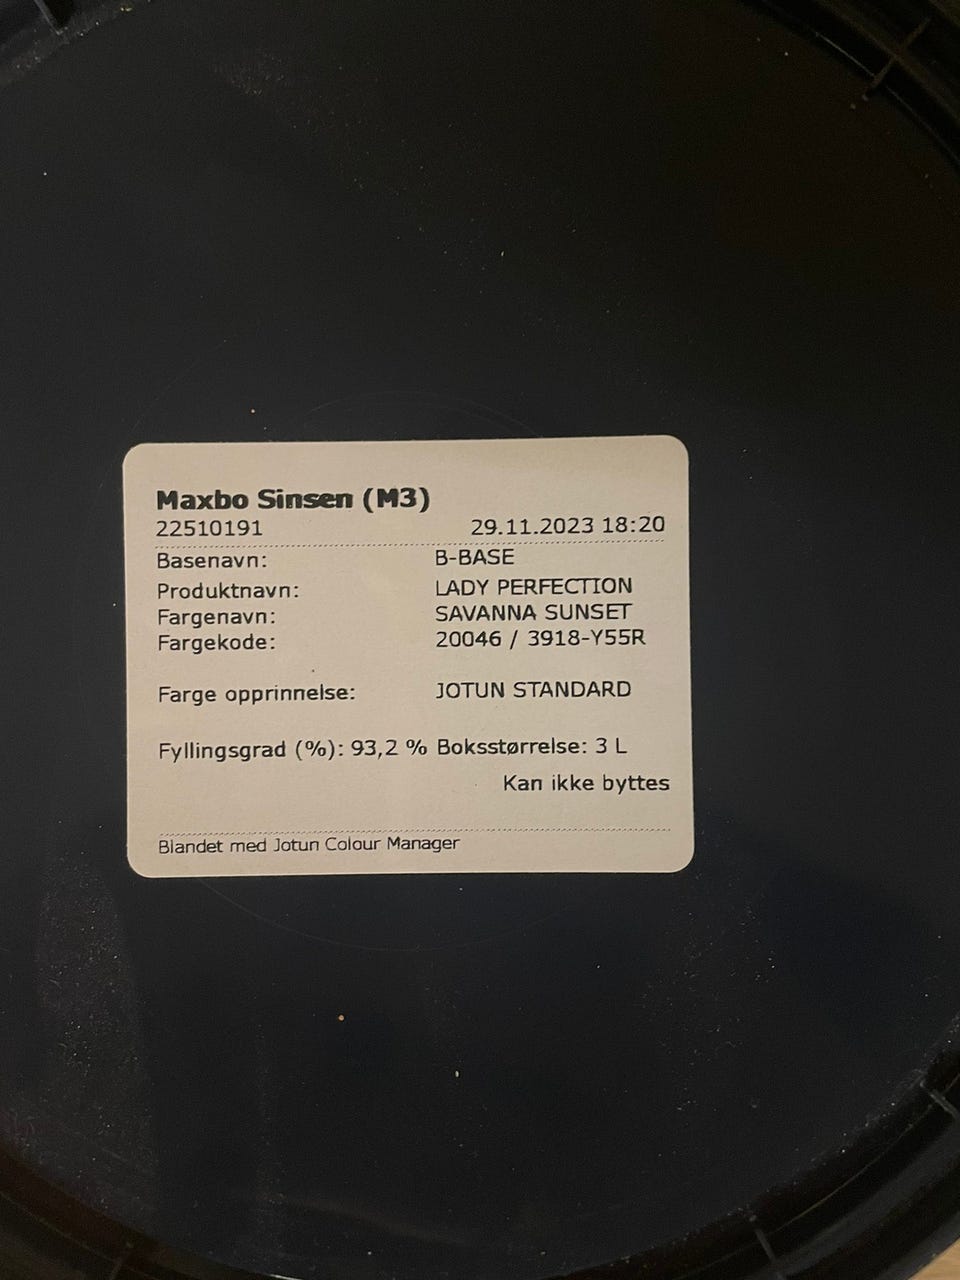 Maxbo Sinsen (M3)
22510191 29.11.2023 18:20
Basenavn: B-BASE
Produktnavn: LADY PERFECTION
Fargenavn: SAVANNA SUNSET
Fargekode: 20046 / 3918-Y55R
Farge opprinnelse: JOTUN STANDARD
Fyllingsgrad (%): 93,2 % Boksstørrelse: 3 L
Kan ikke byttes
Blandet med Jotun Colour Manager